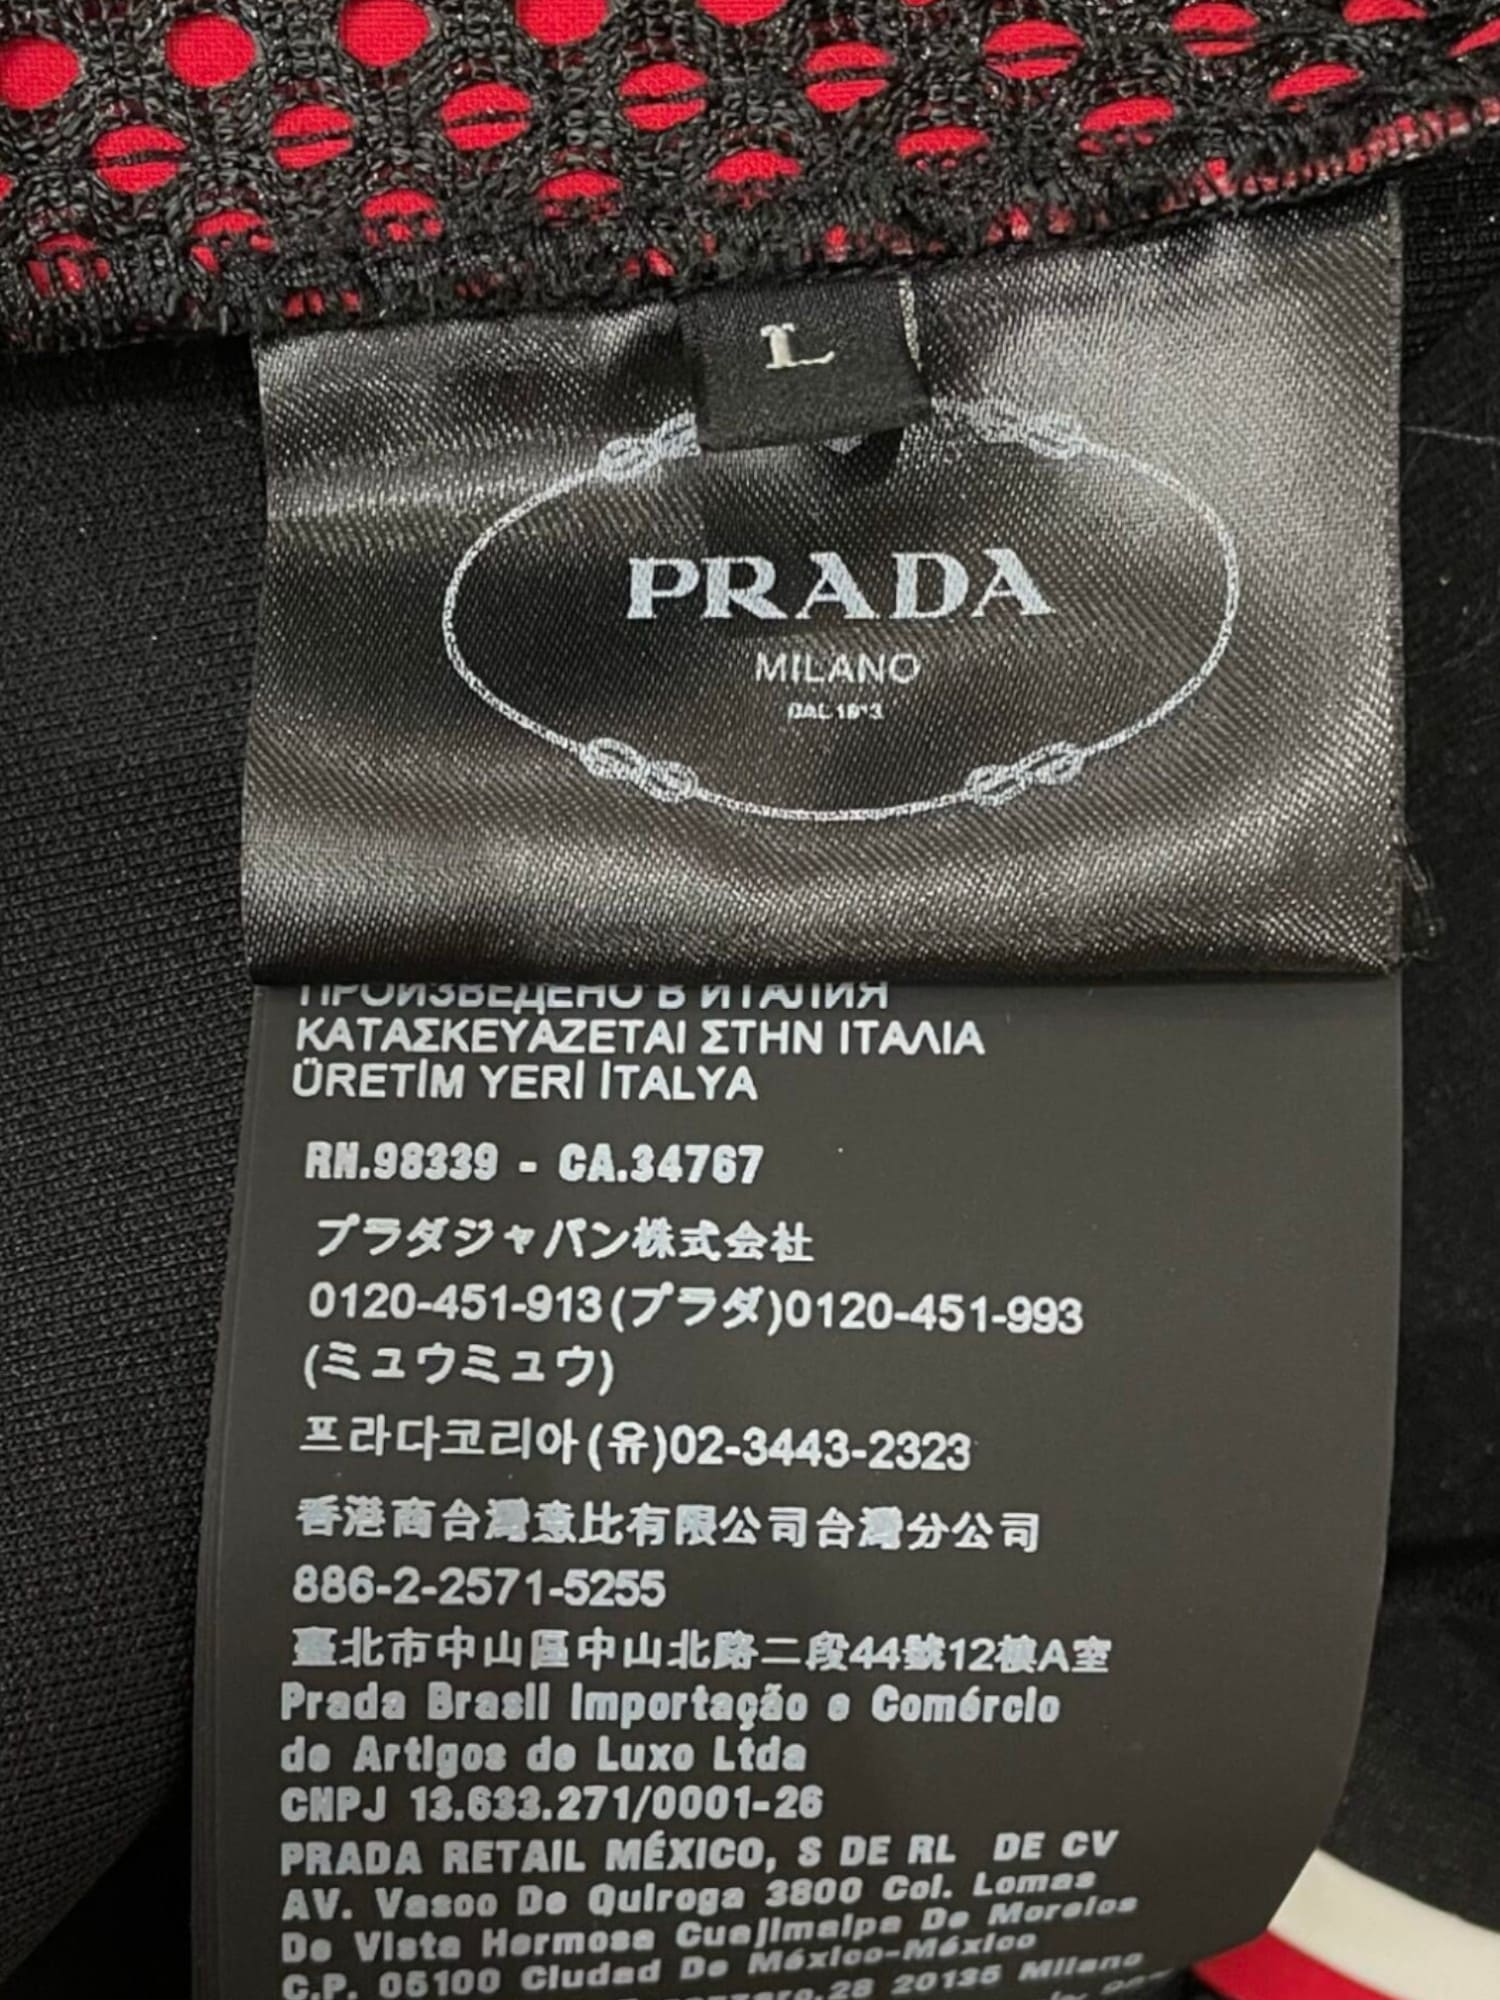 L
PRADA
MILANO
DAL 1913
ПРОИЗВЕДЕНО В ИТАЛИЯ
ΚΑΤΑΣΚΕΥΑΖΕΤΑΙ ΣΤΗΝ ΙΤΑΛΙΑ
ÜRETİM YERİ İTALYA
RN.98339 - CA.34767
プラダジャパン株式会社
0120-451-913(プラダ)0120-451-993
(ミュウミュウ)
프라다코리아(유)02-3443-2323
香港商台灣意比有限公司台灣分公司
886-2-2571-5255
臺北市中山區中山北路二段44號12樓A室
Prada Brasil Importação e Comércio
de Artigos de Luxo Ltda
CNPJ 13.633.271/0001-26
PRADA RETAIL MÉXICO, S DE RL DE CV
AV. Vasco De Quiroga 3800 Col. Lomas
De Vista Hermosa Cuajimalpa De Morelos
C.P. 05100 Ciudad De México-México
28 20135 Milano